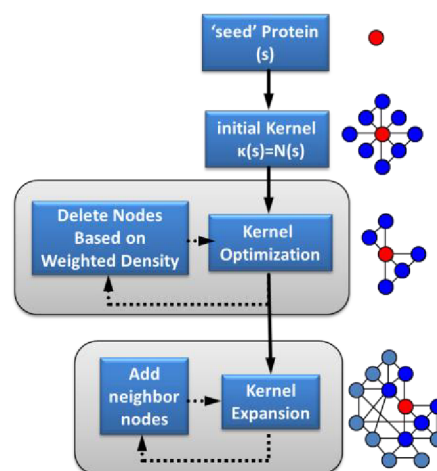 ‘seed’ Protein
(s)
initial Kernel
κ(s)=N(s)
Delete Nodes
Based on
Weighted Density
Kernel
Optimization
Add
neighbor
nodes
Kernel
Expansion